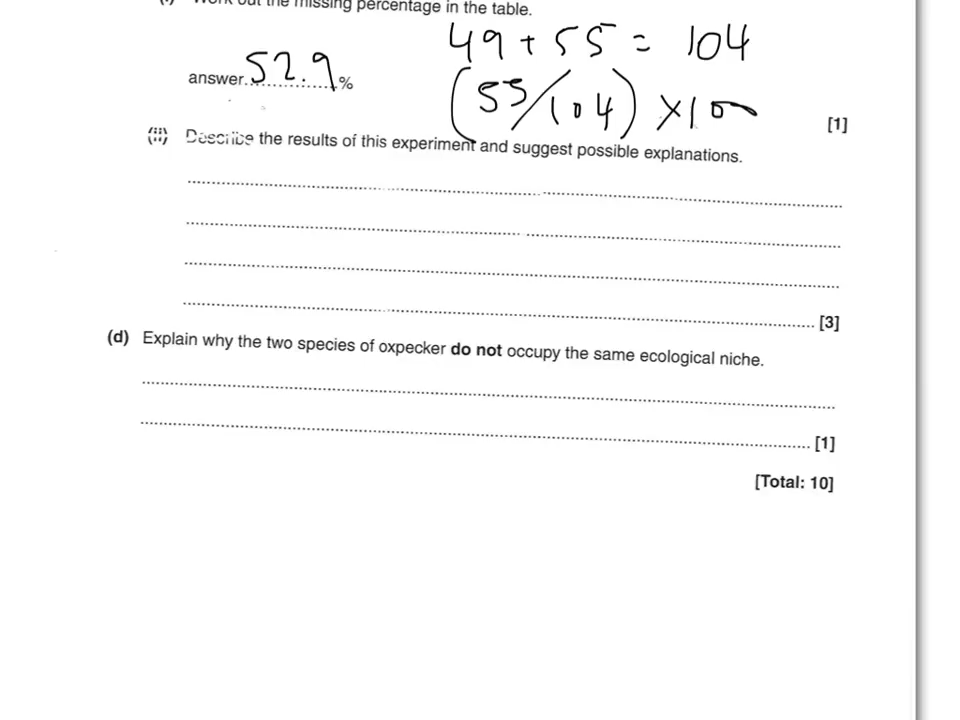 Work out the missing percentage in the table.
49 + 55 = 104
answer 52.9 %
(55/104) ×100
[1]
(ii) Describe the results of this experiment and suggest possible explanations.
[3]
(d) Explain why the two species of oxpecker do not occupy the same ecological niche.
[1]
[Total: 10]